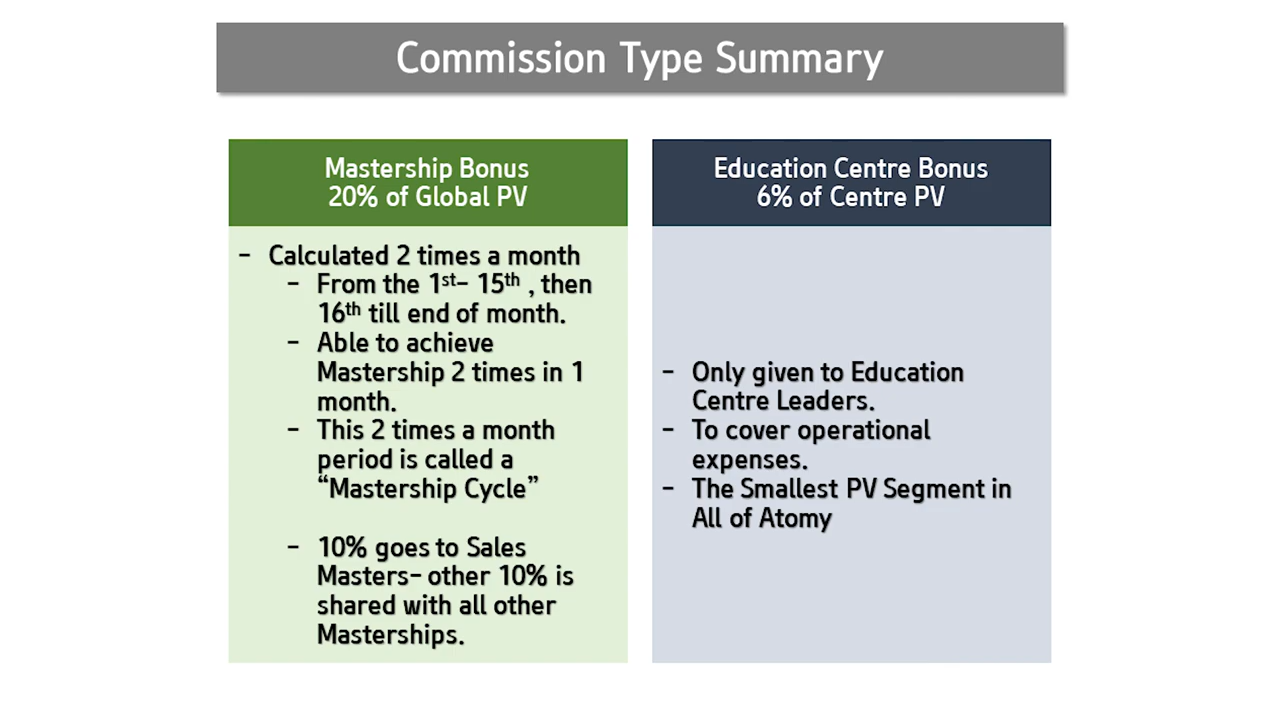 Commission Type Summary
Mastership Bonus
20% of Global PV
- Calculated 2 times a month
- From the 1st- 15th , then
16th till end of month.
- Able to achieve
Mastership 2 times in 1
month.
- This 2 times a month
period is called a
“Mastership Cycle”
- 10% goes to Sales
Masters- other 10% is
shared with all other
Masterships.
Education Centre Bonus
6% of Centre PV
- Only given to Education
Centre Leaders.
- To cover operational
expenses.
- The Smallest PV Segment in
All of Atomy